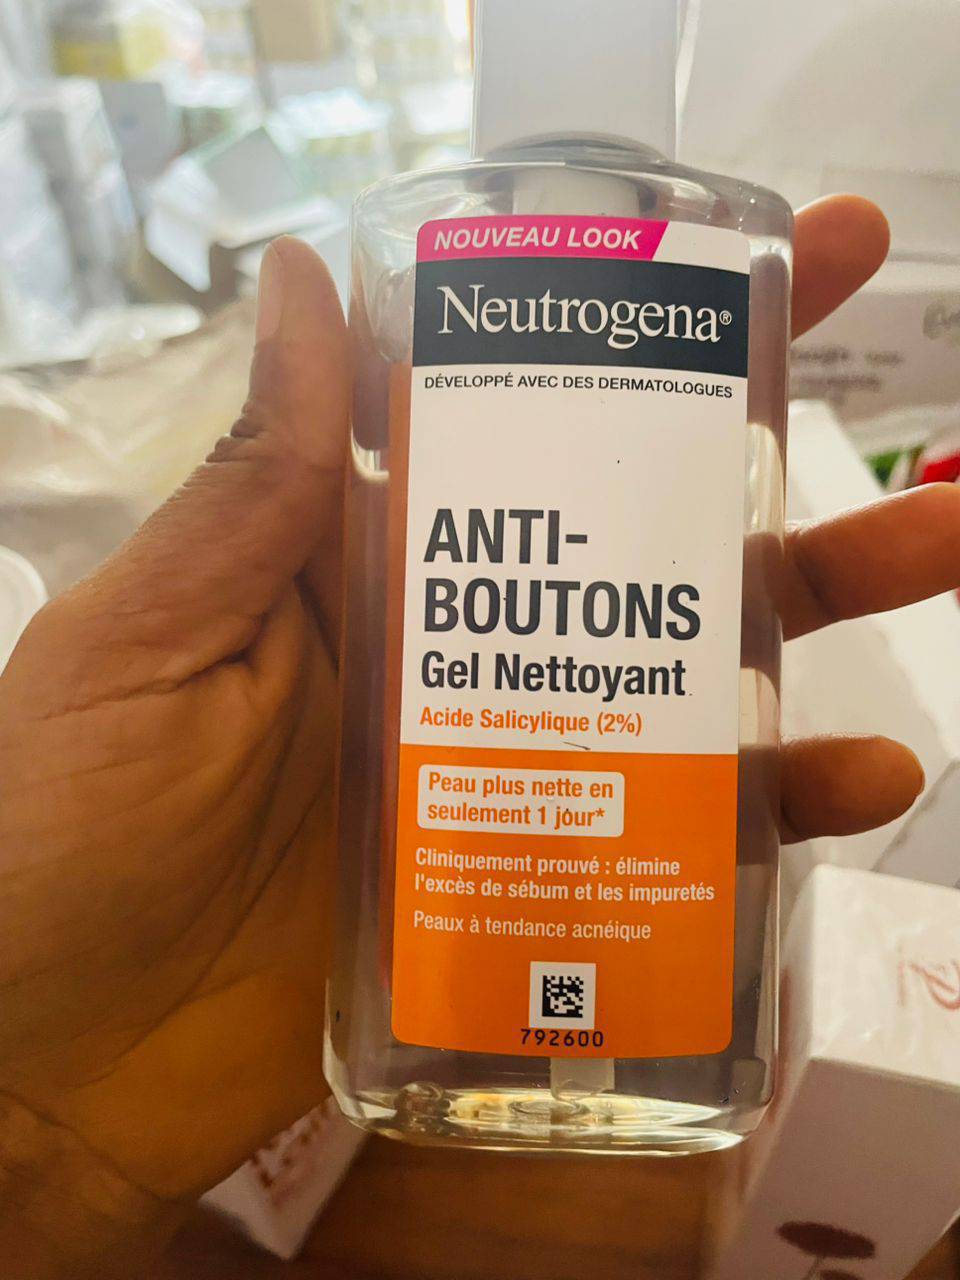 NOUVEAU LOOK
Neutrogena®
DÉVELOPPÉ AVEC DES DERMATOLOGUES
ANTI-
BOUTONS
Gel Nettoyant
Acide Salicylique (2%)
Peau plus nette en
seulement 1 jour*
Cliniquement prouvé : élimine
l'excès de sébum et les impuretés
Peaux à tendance acnéique
792600